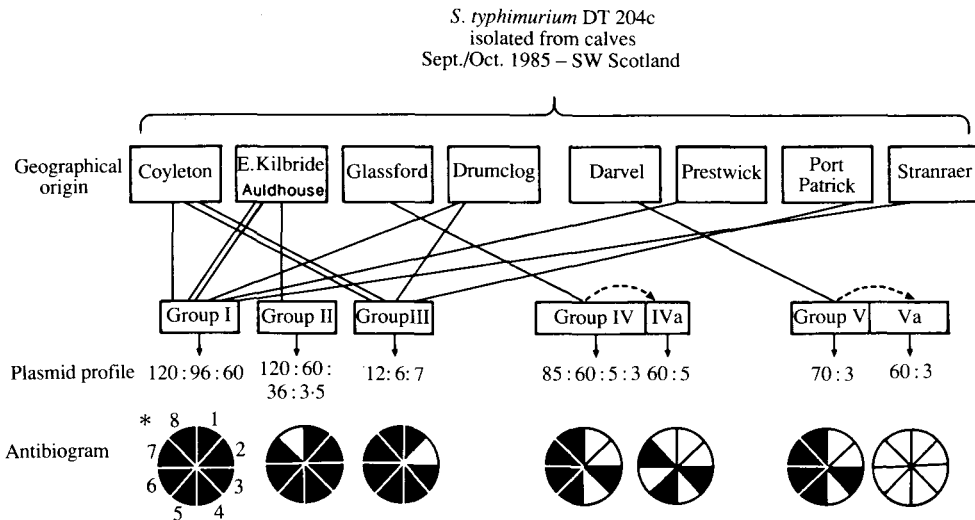 S. typhimurium DT 204c
isolated from calves
Sept./Oct. 1985 – SW Scotland
Geographical
origin
Coyleton
E.Kilbride
Auldhouse
Glassford
Drumclog
Darvel
Prestwick
Port
Patrick
Stranraer
Group I
Group II
GroupIII
Group IV
IVa
Group V
Va
Plasmid profile
120:96:60
120:60:
36:3·5
12:6:7
85:60:5:3
60:5
70:3
60:3
Antibiogram
*
8
1
7
2
6
3
5
4